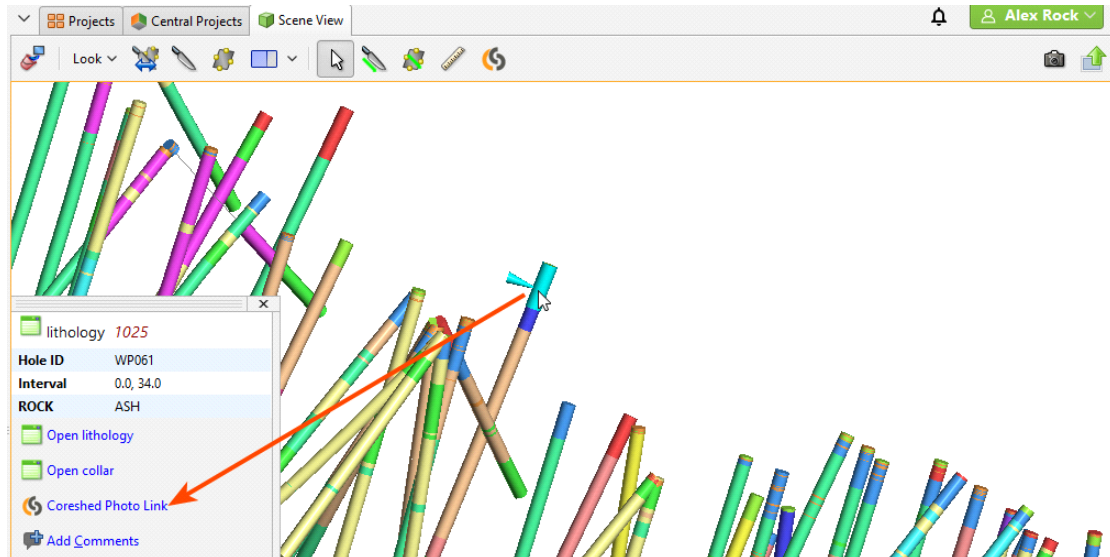 Projects Central Projects Scene View Alex Rock
Look
lithology 1025
Hole ID WP061
Interval 0.0, 34.0
ROCK ASH
Open lithology
Open collar
Coreshed Photo Link
Add Comments